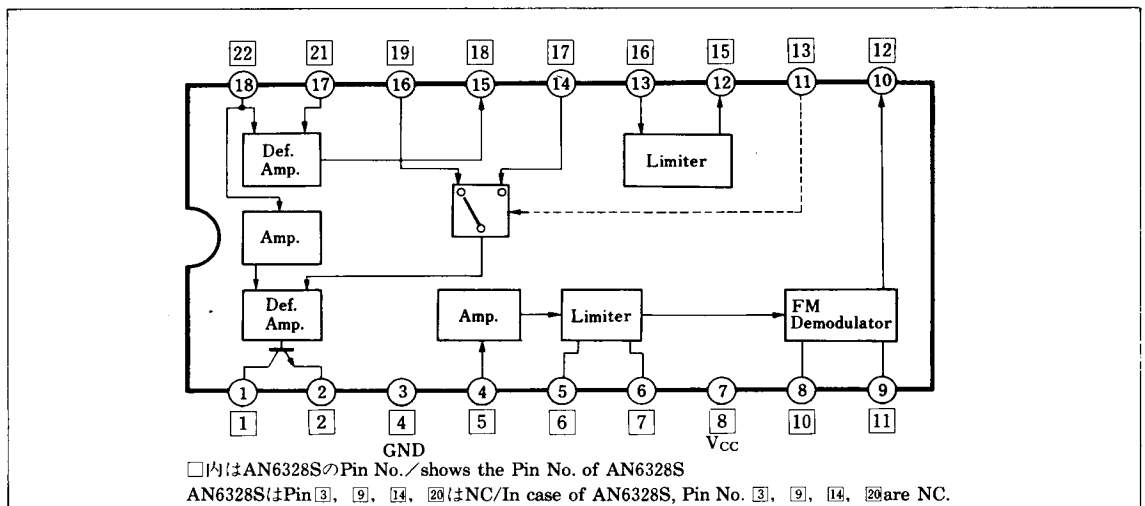 22 21 19 18 17 16 15 13 12
18 17 16 15 14 13 12 11 10
Def. Amp.
Limiter
Amp.
Def. Amp.
Amp.
Limiter
FM Demodulator
1 2 3 4 5 6 7 8 9
1 2 4 5 6 7 8 10 11
GND VCC
□内はAN6328SのPin No.／shows the Pin No. of AN6328S
AN6328SはPin 3, 9, 14, 20はNC/In case of AN6328S, Pin No. 3, 9, 14, 20 are NC.